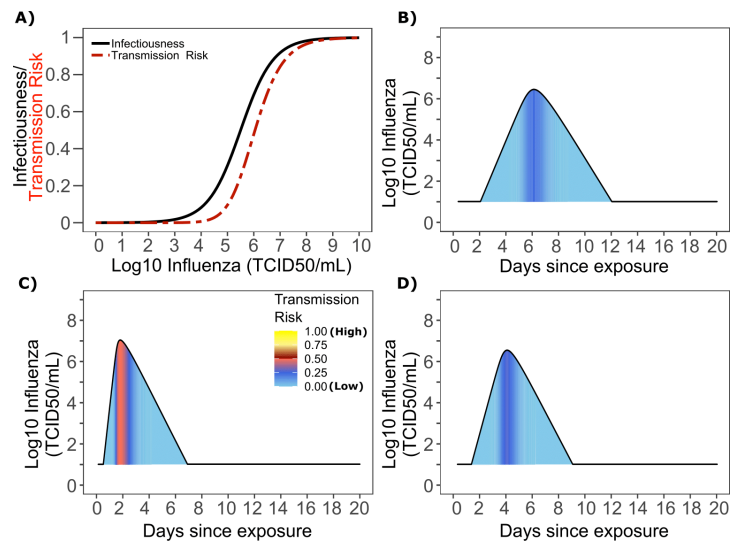 A)
Infectiousness/
Transmission Risk
1
0.8
0.6
0.4
0.2
0
Infectiousness
Transmission Risk
0 1 2 3 4 5 6 7 8 9 10
Log10 Influenza (TCID50/mL)
B)
Log10 Influenza
(TCID50/mL)
8
6
4
2
0
0 2 4 6 8 10 12 14 16 18 20
Days since exposure
C)
Log10 Influenza
(TCID50/mL)
8
6
4
2
0
Transmission
Risk
1.00 (High)
0.75
0.50
0.25
0.00 (Low)
0 2 4 6 8 10 12 14 16 18 20
Days since exposure
D)
Log10 Influenza
(TCID50/mL)
8
6
4
2
0
0 2 4 6 8 10 12 14 16 18 20
Days since exposure